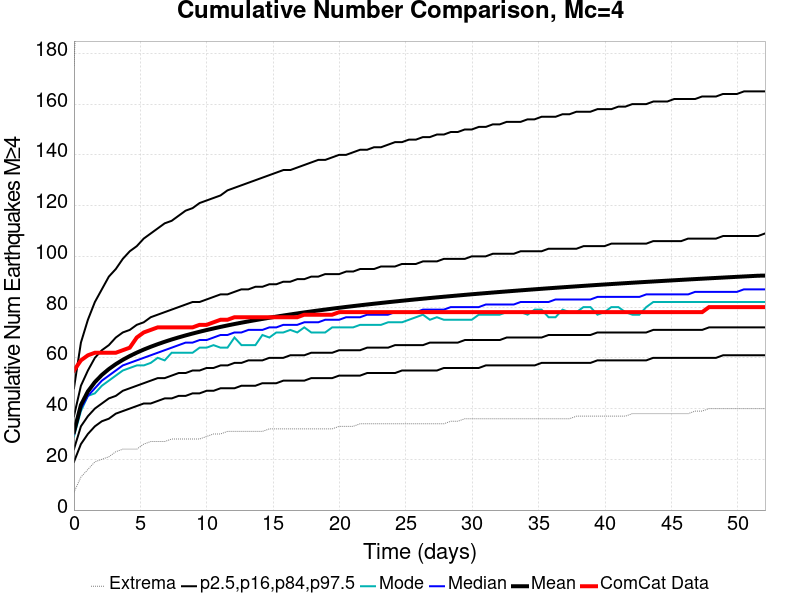 Cumulative Number Comparison, Mc=4
Cumulative Num Earthquakes M≥4
180
160
140
120
100
80
60
40
20
0
0 5 10 15 20 25 30 35 40 45 50
Time (days)
Extrema p2.5,p16,p84,p97.5 Mode Median Mean ComCat Data